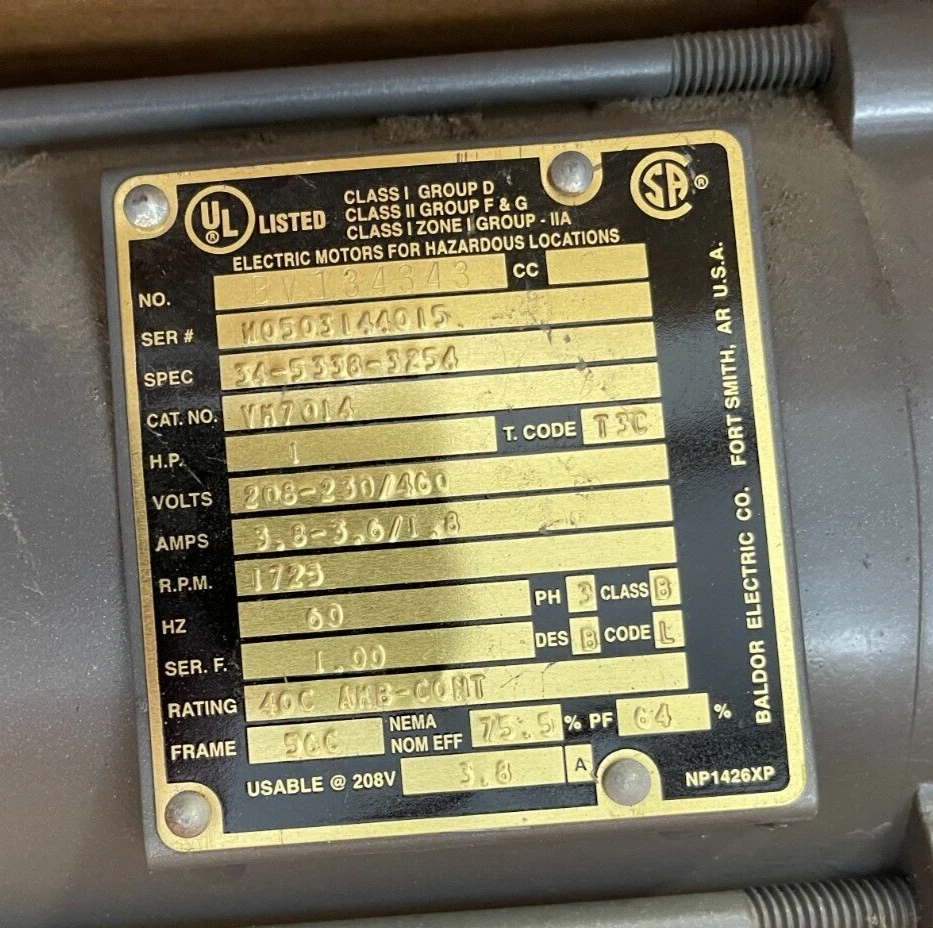 UL ® LISTED
CLASS I GROUP D
CLASS II GROUP F & G
CLASS I ZONE I GROUP - IIA
SA ®
ELECTRIC MOTORS FOR HAZARDOUS LOCATIONS
NO. BV134343 CC
SER # M0503144015
SPEC 34-5338-3254
CAT. NO. VM7014
H.P. 1 T. CODE T3C
VOLTS 208-230/460
AMPS 3.8-3.6/1.8
R.P.M. 1725
HZ 60 PH 3 CLASS B
SER. F. 1.00 DES B CODE L
RATING 40C AMB-CONT
FRAME 56C NEMA NOM EFF 75.5 % PF 64 %
USABLE @ 208V 3.8 A
NP1426XP
BALDOR ELECTRIC CO. FORT SMITH, AR U.S.A.